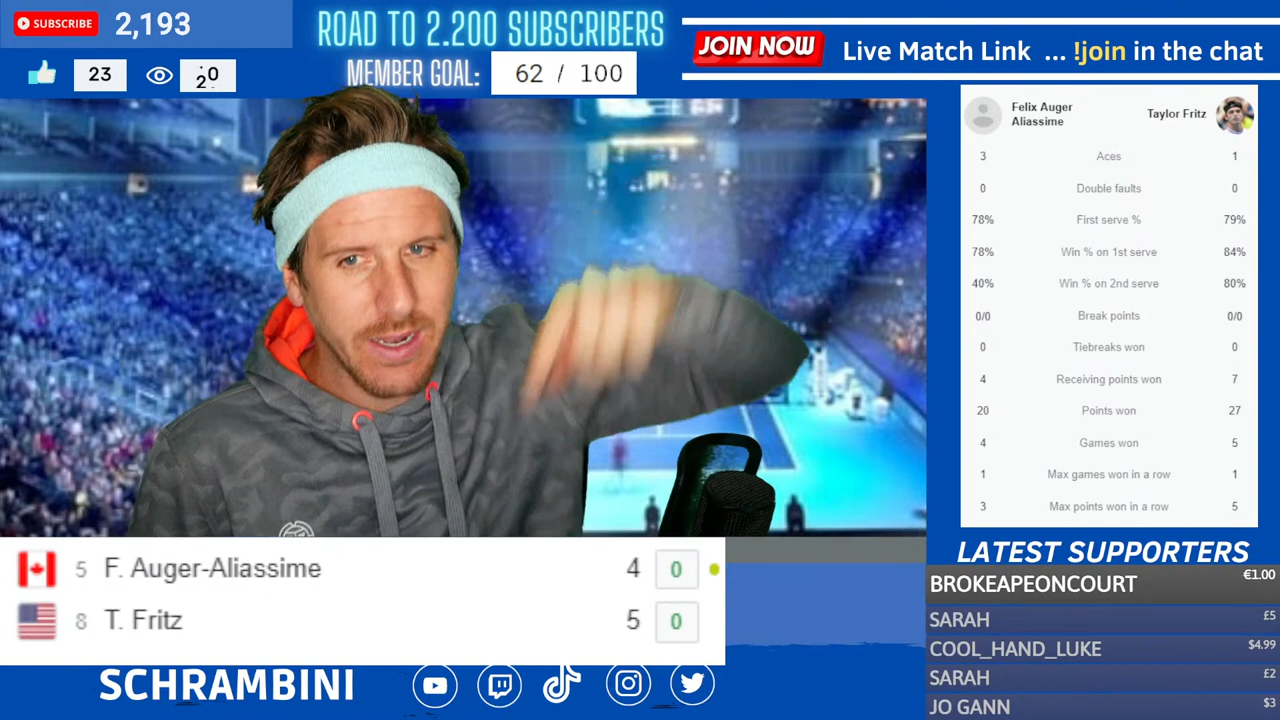 SUBSCRIBE 2,193
ROAD TO 2.200 SUBSCRIBERS
23
MEMBER GOAL: 62 / 100
JOIN NOW
Live Match Link ... !join in the chat
Felix Auger
Aliassime
Taylor Fritz
3 Aces 1
0 Double faults 0
78% First serve % 79%
78% Win % on 1st serve 84%
40% Win % on 2nd serve 80%
0/0 Break points 0/0
0 Tiebreaks won 0
4 Receiving points won 7
20 Points won 27
4 Games won 5
1 Max games won in a row 1
3 Max points won in a row 5
5 F. Auger-Aliassime 4 0
8 T. Fritz 5 0
SCHRAMBINI
LATEST SUPPORTERS
BROKEAPEONCOURT €1.00
SARAH £5
COOL_HAND_LUKE $4.99
SARAH £2
JO GANN $3